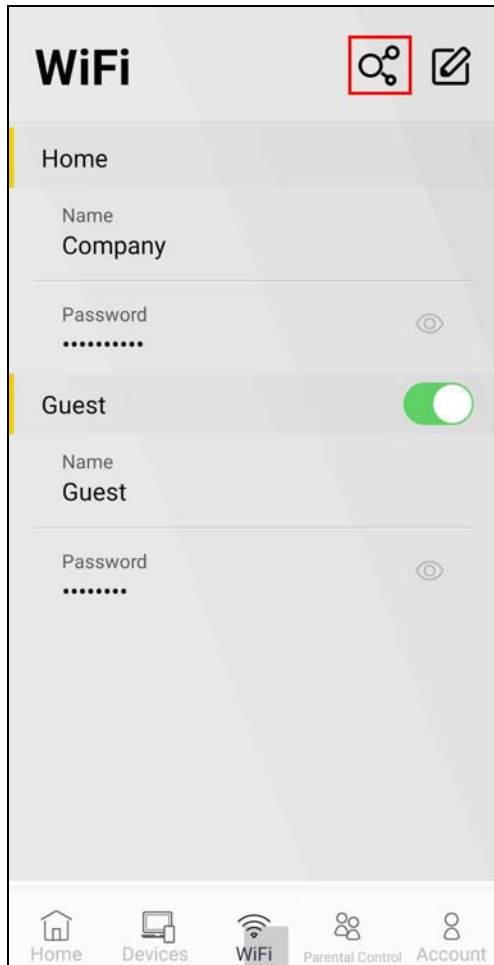 WiFi
Home
Name
Company
Password
••••••••••
Guest
Name
Guest
Password
••••••••
Home Devices WiFi Parental Control Account